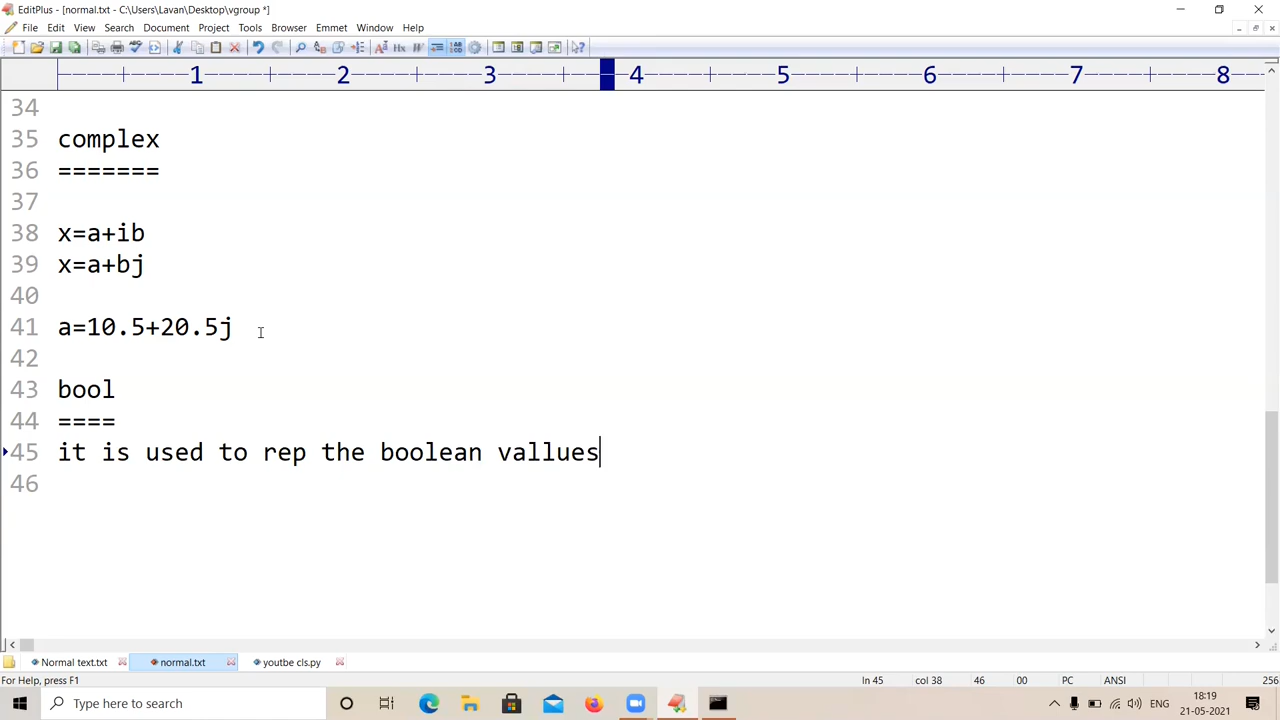 EditPlus - [normal.txt - C:\Users\Lavan\Desktop\vgroup *]
File Edit View Search Document Project Tools Browser Emmet Window Help
1 2 3 4 5 6 7 8
34
35 complex
36 =======
37
38 x=a+ib
39 x=a+bj
40
41 a=10.5+20.5j
42
43 bool
44 ====
45 it is used to rep the boolean vallues
46
Normal text.txt normal.txt youtbe cls.py
For Help, press F1 ln 45 col 38 46 00 PC ANSI 256
Type here to search ENG 18:19
21-05-2021